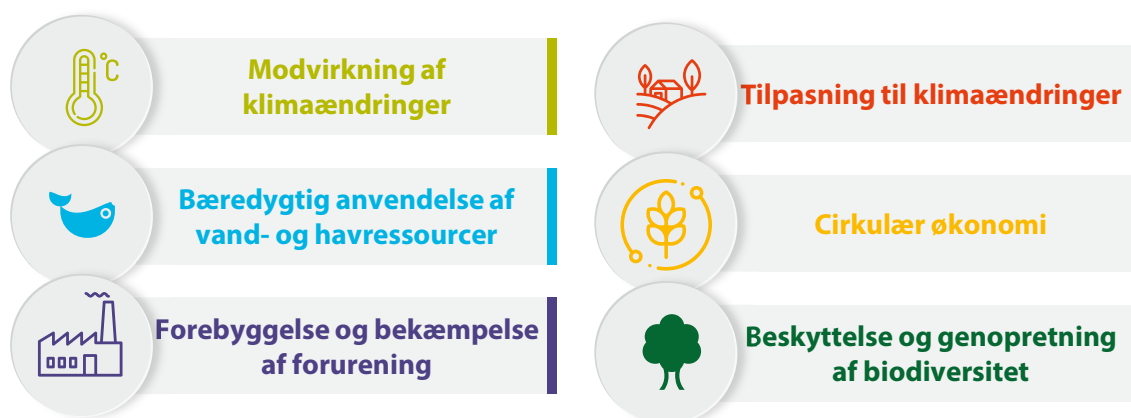 °C
Modvirkning af
klimaændringer
Tilpasning til klimaændringer
Bæredygtig anvendelse af
vand- og havressourcer
Cirkulær økonomi
Forebyggelse og bekæmpelse
af forurening
Beskyttelse og genopretning
af biodiversitet